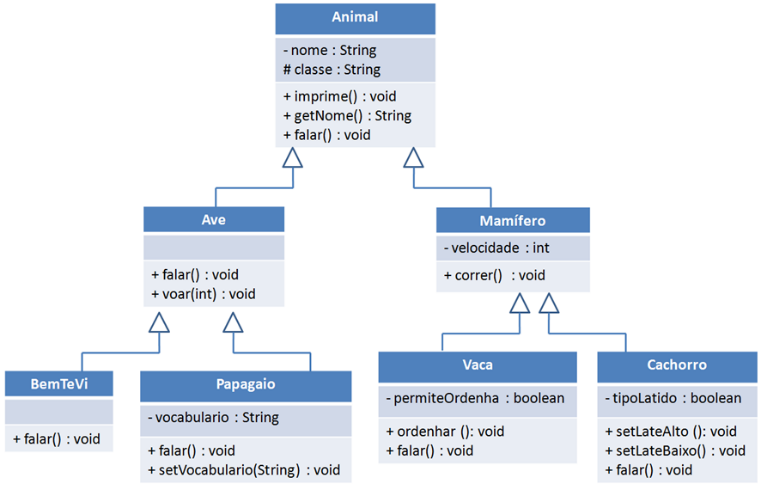 Animal
- nome : String
# classe : String
+ imprime() : void
+ getNome() : String
+ falar() : void
Ave
+ falar() : void
+ voar(int) : void
Mamífero
- velocidade : int
+ correr() : void
BemTeVi
+ falar() : void
Papagaio
- vocabulario : String
+ falar() : void
+ setVocabulario(String) : void
Vaca
- permiteOrdenha : boolean
+ ordenhar (): void
+ falar() : void
Cachorro
- tipoLatido : boolean
+ setLateAlto (): void
+ setLateBaixo() : void
+ falar() : void